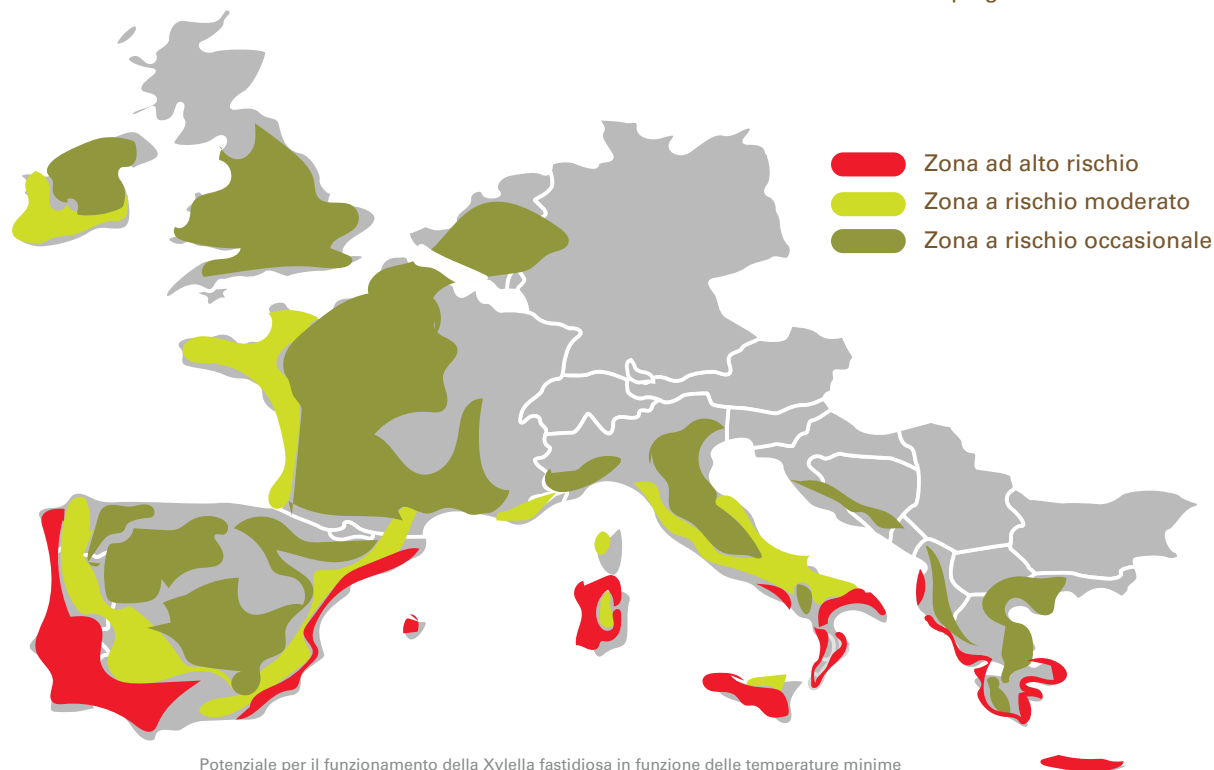 Zona ad alto rischio
Zona a rischio moderato
Zona a rischio occasionale
Potenziale per il funzionamento della Xylella fastidiosa in funzione delle temperature minime